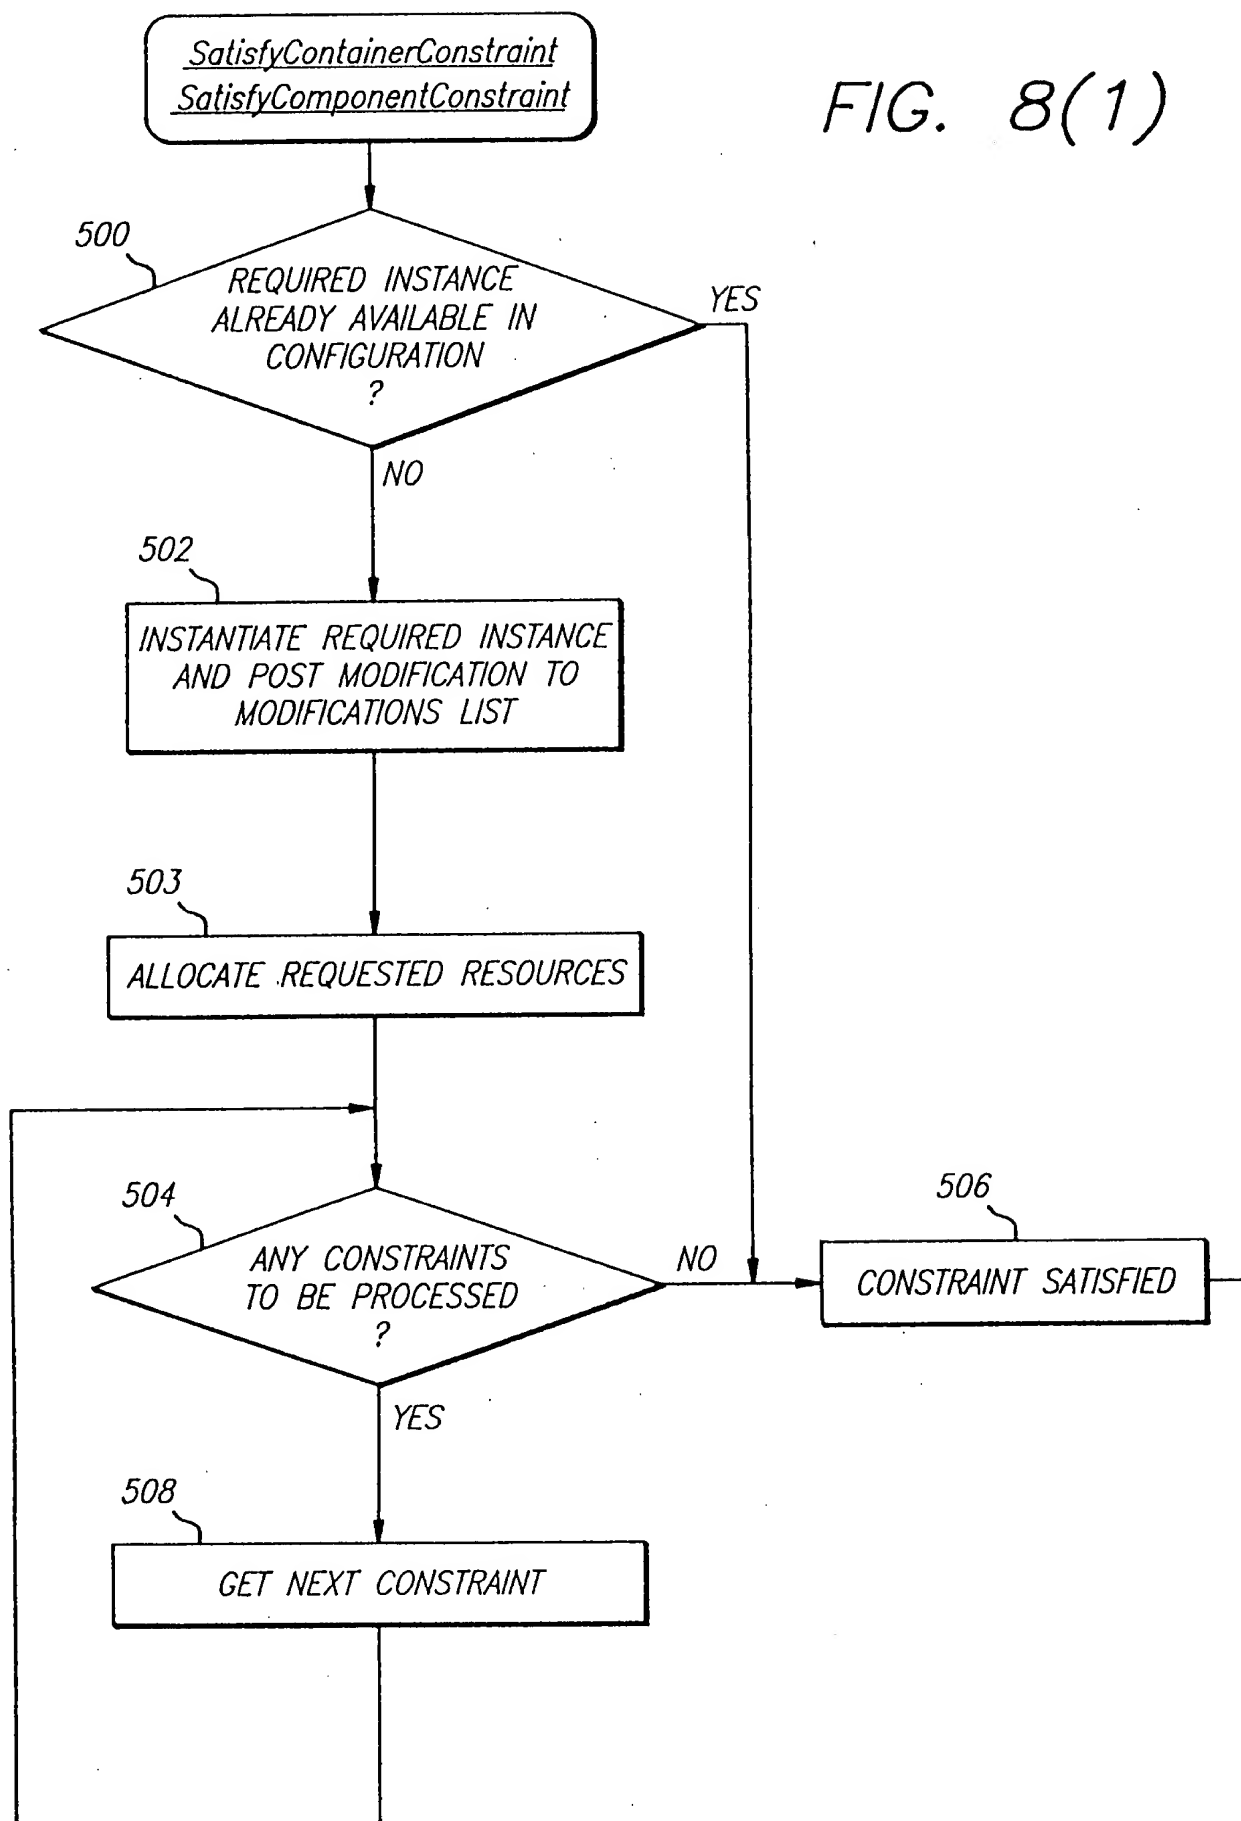 SatisfyContainerConstraint
SatisfyComponentConstraint
FIG. 8(1)
500
REQUIRED INSTANCE
ALREADY AVAILABLE IN
CONFIGURATION
?
YES
NO
502
INSTANTIATE REQUIRED INSTANCE
AND POST MODIFICATION TO
MODIFICATIONS LIST
503
ALLOCATE REQUESTED RESOURCES
504
ANY CONSTRAINTS
TO BE PROCESSED
?
NO
506
CONSTRAINT SATISFIED
YES
508
GET NEXT CONSTRAINT